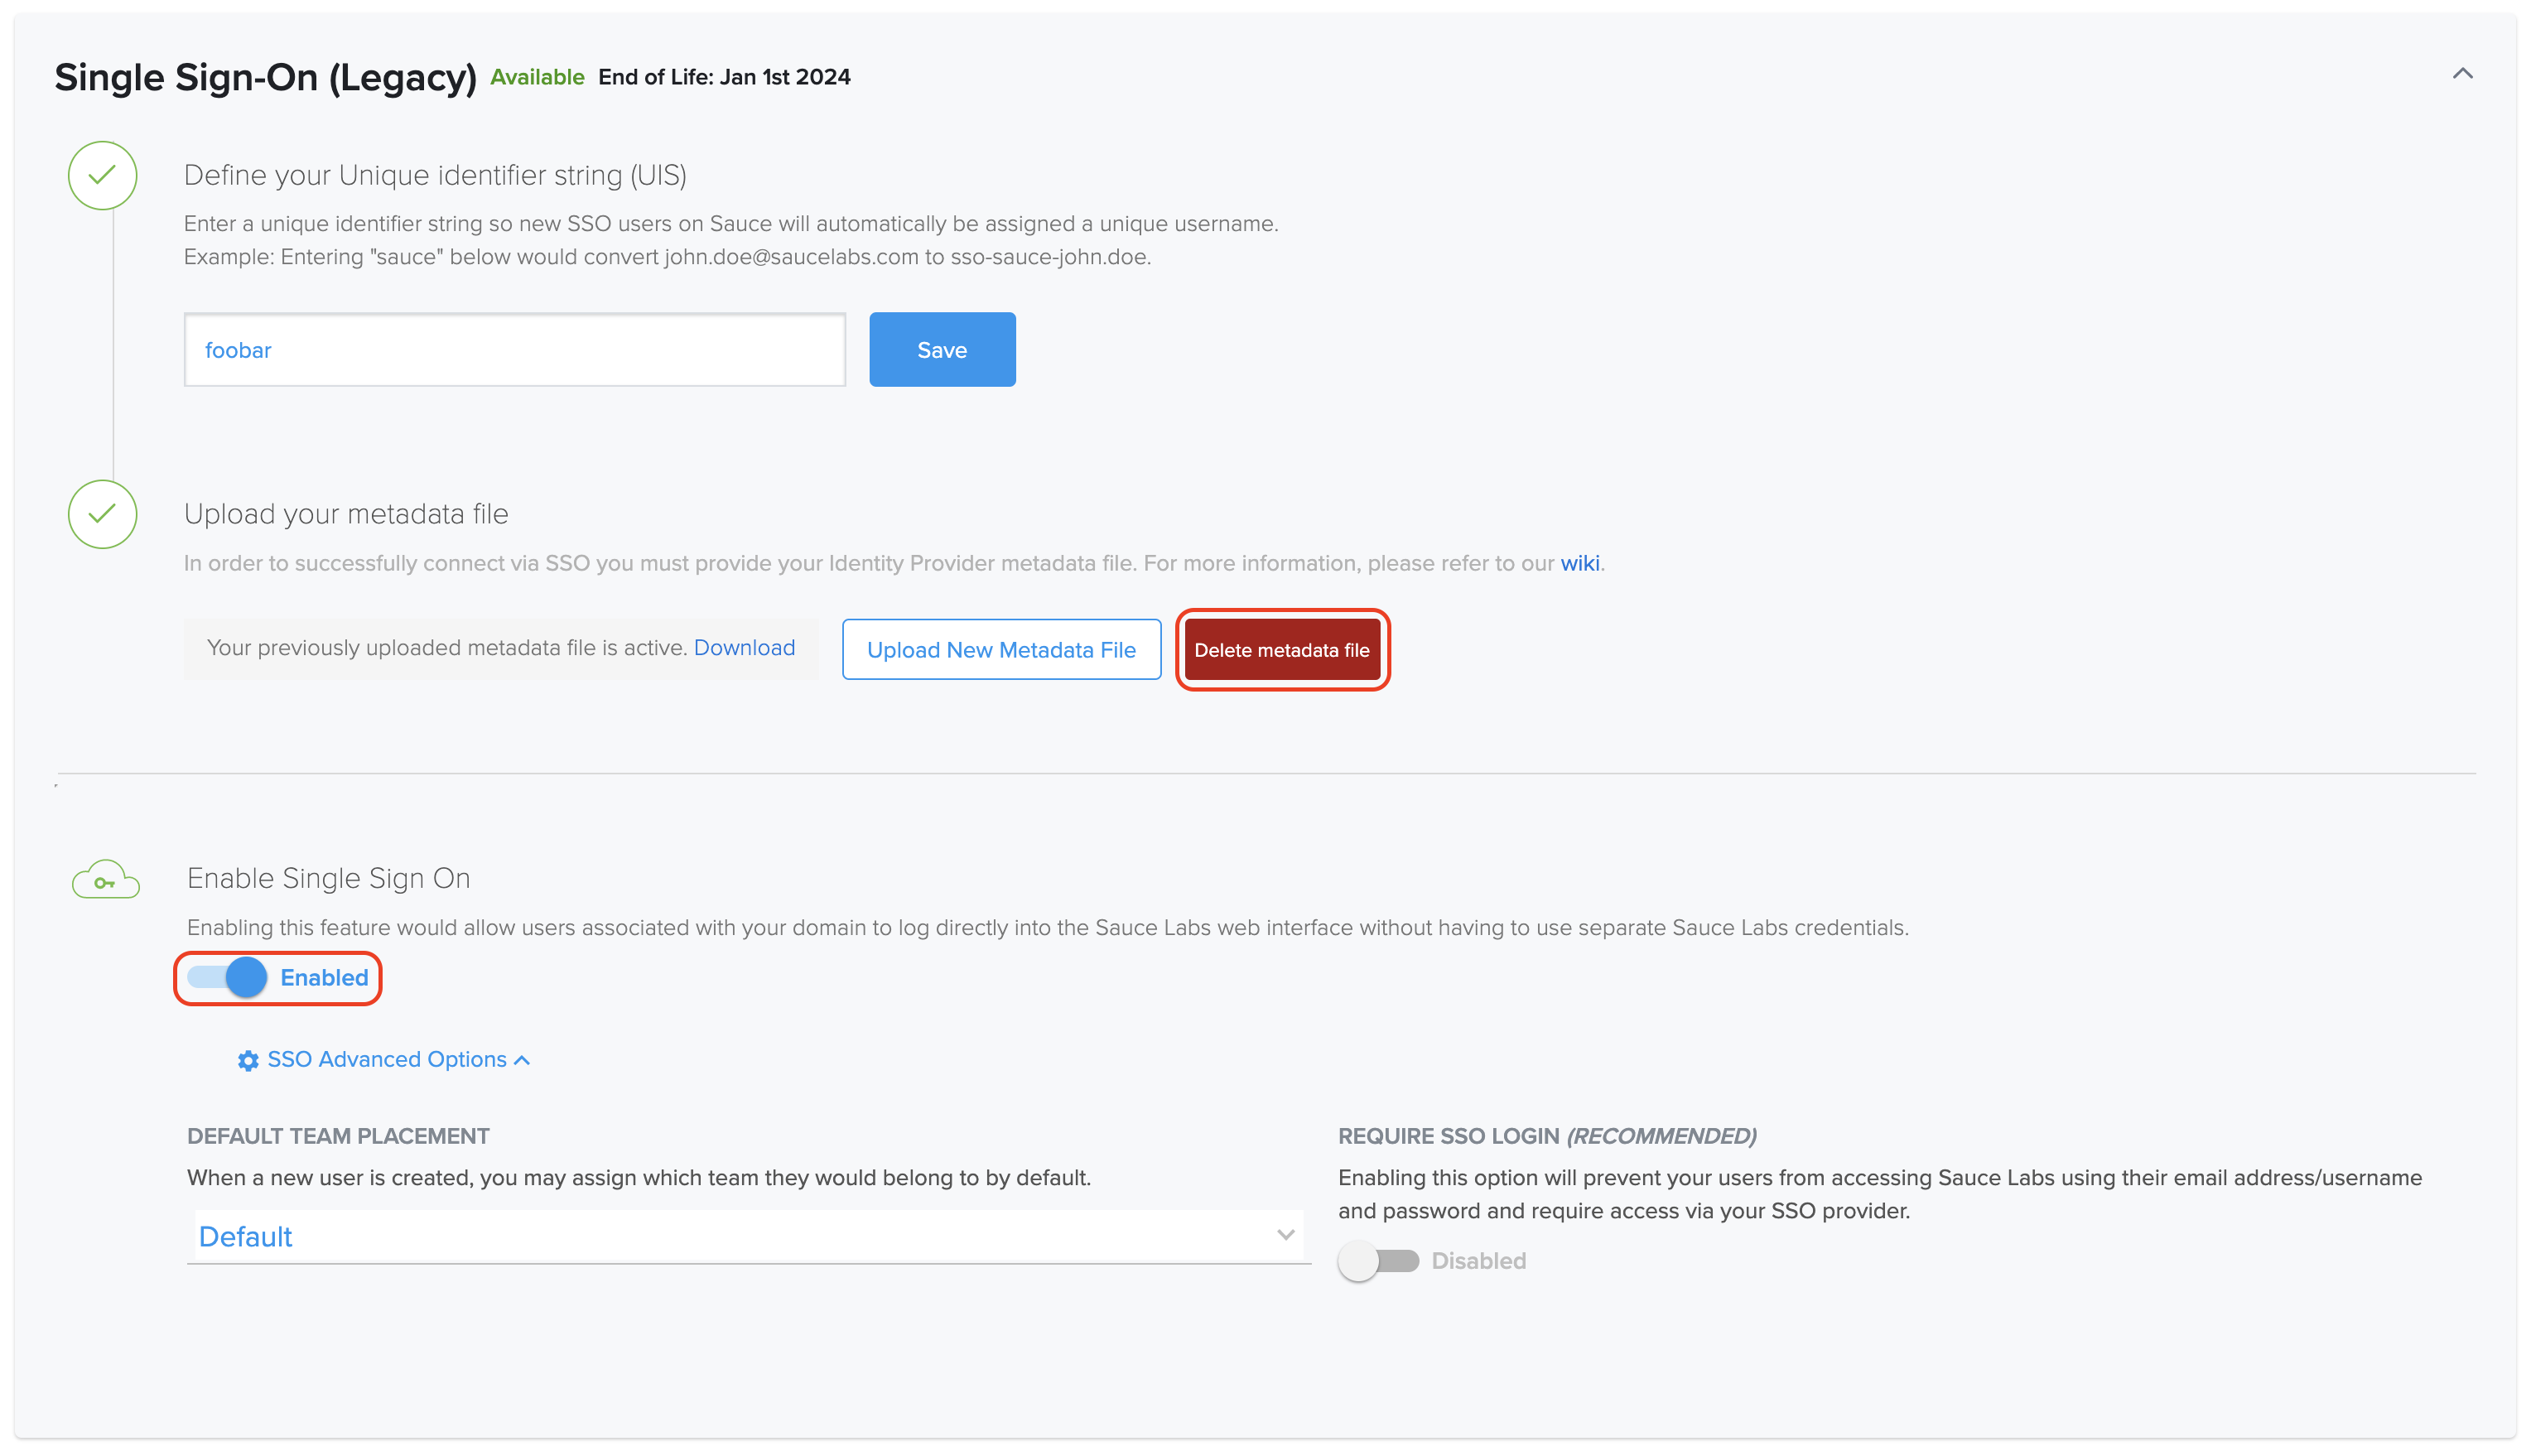 Single Sign-On (Legacy) Available End of Life: Jan 1st 2024
Define your Unique identifier string (UIS)
Enter a unique identifier string so new SSO users on Sauce will automatically be assigned a unique username.
Example: Entering "sauce" below would convert john.doe@saucelabs.com to sso-sauce-john.doe.
foobar
Save
Upload your metadata file
In order to successfully connect via SSO you must provide your Identity Provider metadata file. For more information, please refer to our wiki.
Your previously uploaded metadata file is active. Download
Upload New Metadata File
Delete metadata file
Enable Single Sign On
Enabling this feature would allow users associated with your domain to log directly into the Sauce Labs web interface without having to use separate Sauce Labs credentials.
Enabled
SSO Advanced Options
DEFAULT TEAM PLACEMENT
When a new user is created, you may assign which team they would belong to by default.
Default
REQUIRE SSO LOGIN (RECOMMENDED)
Enabling this option will prevent your users from accessing Sauce Labs using their email address/username
and password and require access via your SSO provider.
Disabled